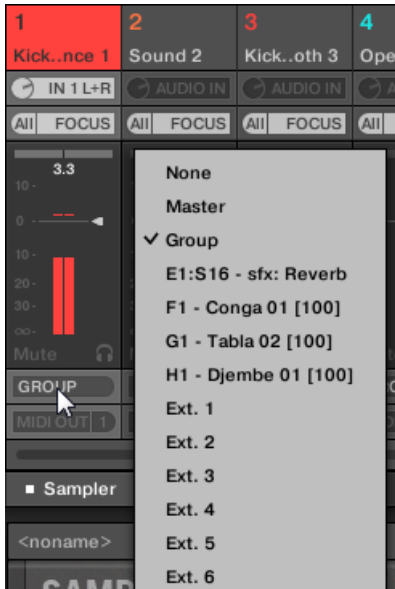 1 2 3 4
Kick..nce 1 Sound 2 Kick..oth 3 Ope
IN 1 L+R AUDIO IN AUDIO IN
All FOCUS All FOCUS All FOCUS All
3.3
10 -
0 -
10 -
20 -
30 -
∞-
Mute
GROUP
MIDI OUT 1
■ Sampler
<noname>
None
Master
✓ Group
E1:S16 - sfx: Reverb
F1 - Conga 01 [100]
G1 - Tabla 02 [100]
H1 - Djembe 01 [100]
Ext. 1
Ext. 2
Ext. 3
Ext. 4
Ext. 5
Ext. 6